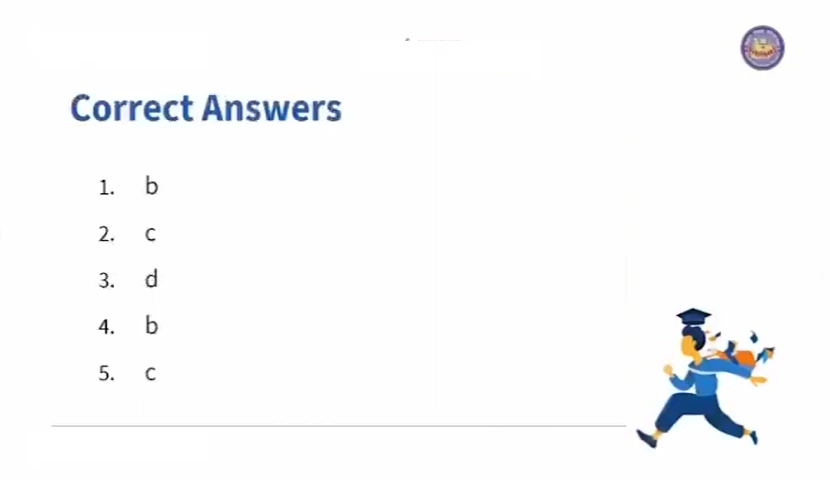 Correct Answers
1. b
2. c
3. d
4. b
5. c